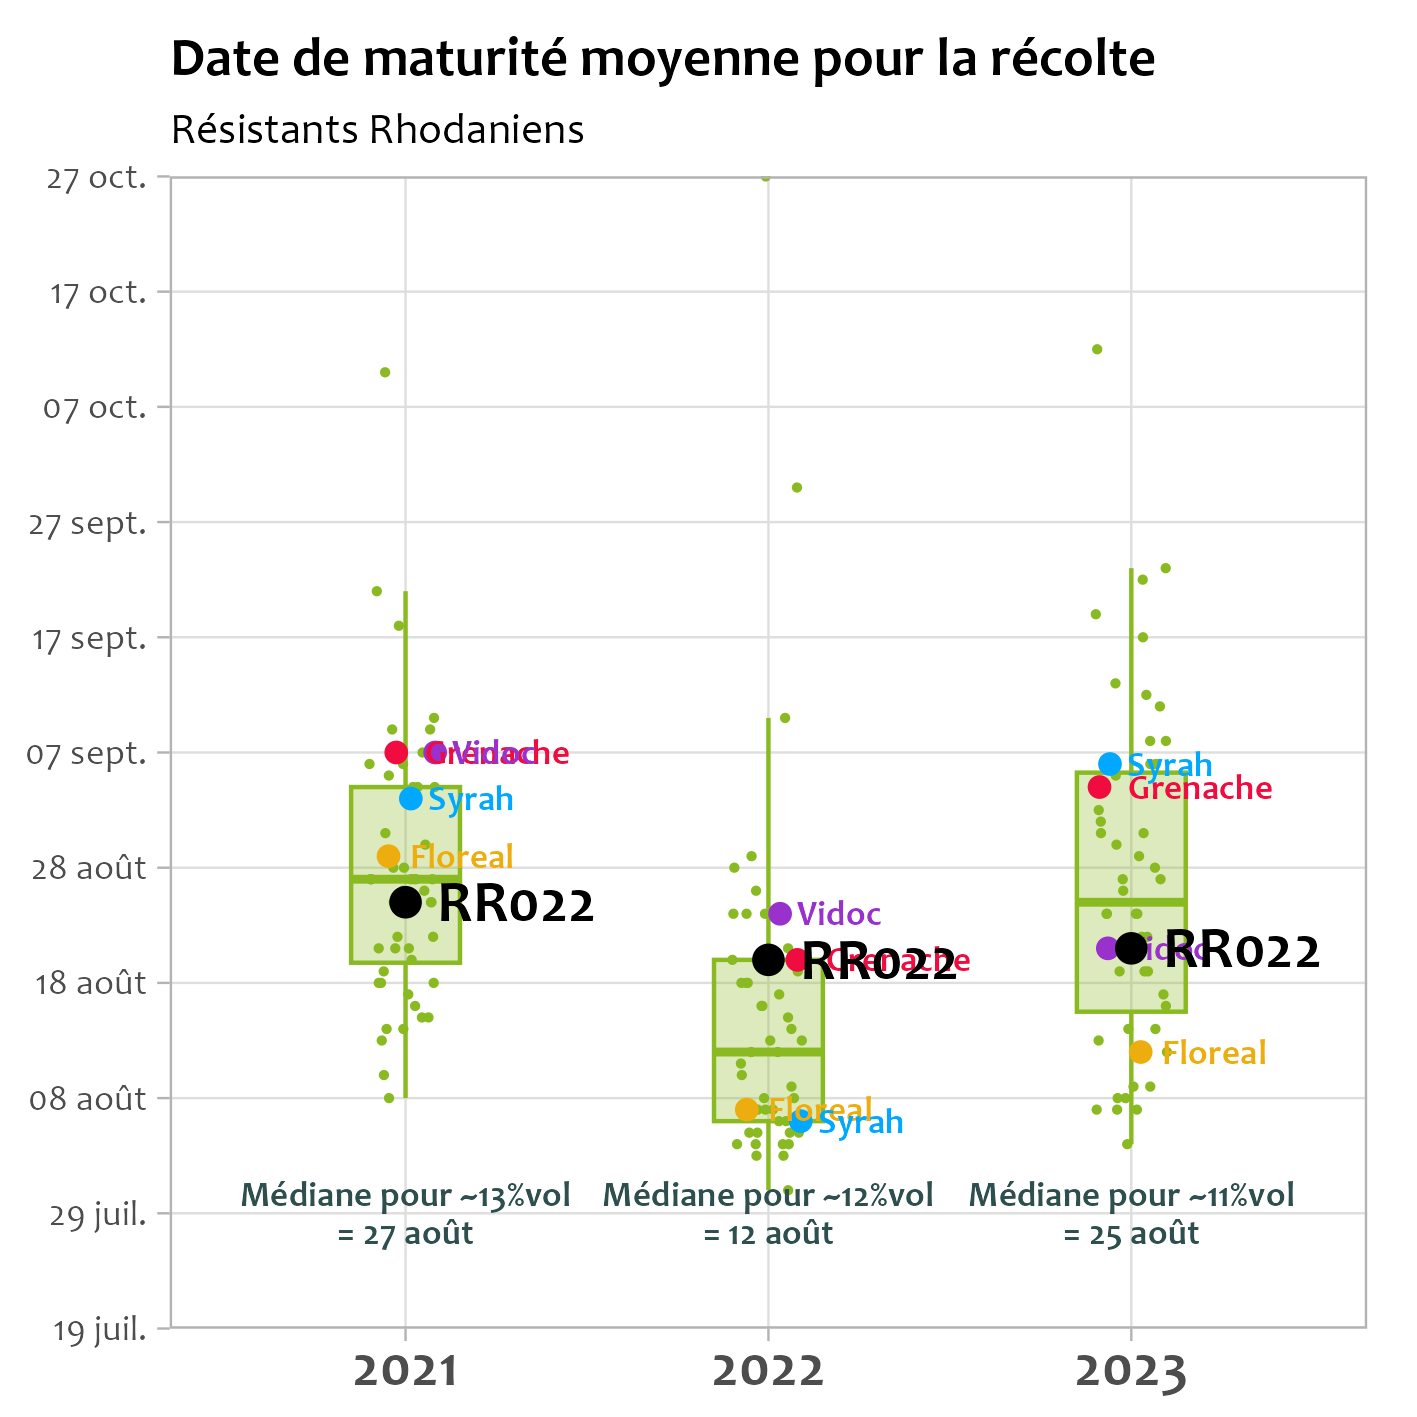 Date de maturité moyenne pour la récolte
Résistants Rhodaniens
27 oct.
17 oct.
07 oct.
27 sept.
17 sept.
07 sept.
28 août
18 août
08 août
29 juil.
19 juil.
Grenache
Vidoc
Syrah
Floreal
RR022
Médiane pour ~13%vol
= 27 août
Vidoc
Grenache
RR022
Floreal
Syrah
Médiane pour ~12%vol
= 12 août
Syrah
Grenache
Vidoc
RR022
Floreal
Médiane pour ~11%vol
= 25 août
2021
2022
2023